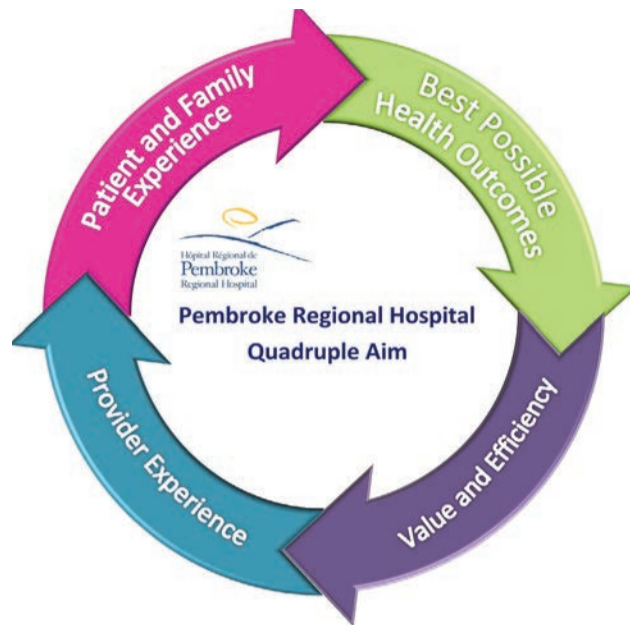 Patient and Family
Experience
Best Possible
Health Outcomes
Hôpital Régional de
Pembroke
Regional Hospital
Pembroke Regional Hospital
Quadruple Aim
Provider Experience
Value and Efficiency